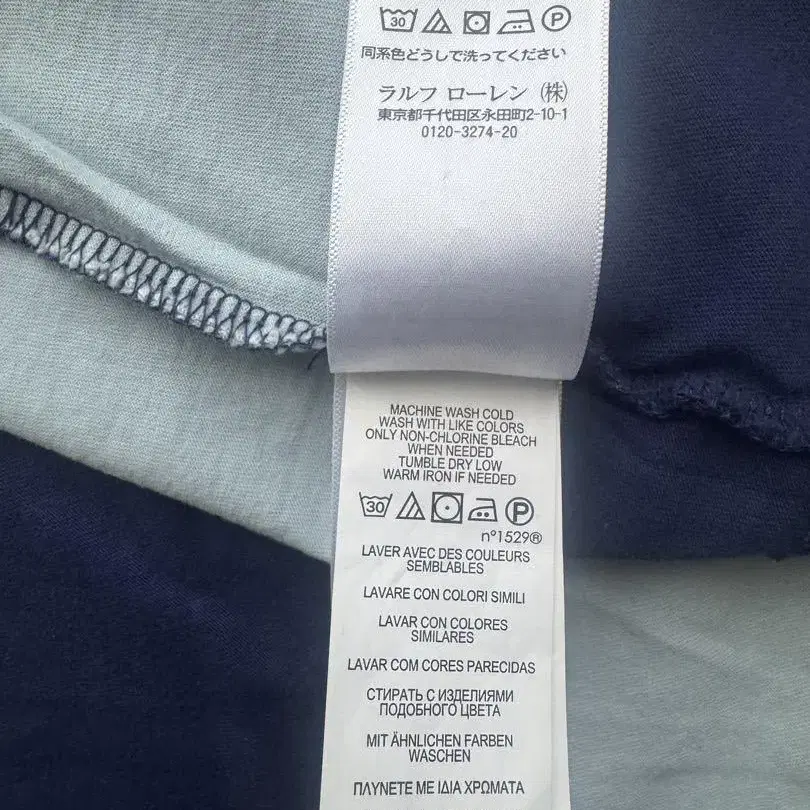 30 P
同系色どうしで洗ってください
ラルフ ローレン (株)
東京都千代田区永田町2-10-1
0120-3274-20
MACHINE WASH COLD
WASH WITH LIKE COLORS
ONLY NON-CHLORINE BLEACH
WHEN NEEDED
TUMBLE DRY LOW
WARM IRON IF NEEDED
30 P
n°1529®
LAVER AVEC DES COULEURS
SEMBLABLES
LAVARE CON COLORI SIMILI
LAVAR CON COLORES
SIMILARES
LAVAR COM CORES PARECIDAS
СТИРАТЬ С ИЗДЕЛИЯМИ
ПОДОБНОГО ЦВЕТА
MIT ÄHNLICHEN FARBEN
WASCHEN
ΠΛΥΝΕΤΕ ΜΕ ΙΔΙΑ ΧΡΩΜΑΤΑ